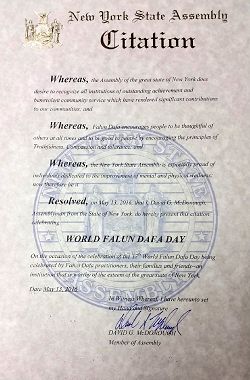 New York State Assembly
Citation
Whereas, the Assembly of the great state of New York does
desire to recognize all institutions of outstanding achievement and
benevolent community service which have rendered significant contributions
to our communities; and
Whereas, Falun Dafa encourages people to be thoughtful of
others at all times and to be good to people by encouraging the principles of
Truthfulness, Compassion and Tolerance; and
Whereas, the New York State Assembly is especially proud of
individuals dedicated to the improvement of mental and physical wellness;
now therefore be it
Resolved, on May 13, 2016, that I, David G. McDonough,
Assemblyman from the State of New York, do hereby present this citation
celebrating
WORLD FALUN DAFA DAY
On the occasion of the celebration of the 17th World Falun Dafa Day being
celebrated by Falun Dafa practitioners, their families and friends—an
institution that is worthy of the esteem of the great state of New York.
Date May 13, 2016
In Witness Whereof, I have hereunto set
my Hand and Signature
DAVID G. McDONOUGH
Member of Assembly